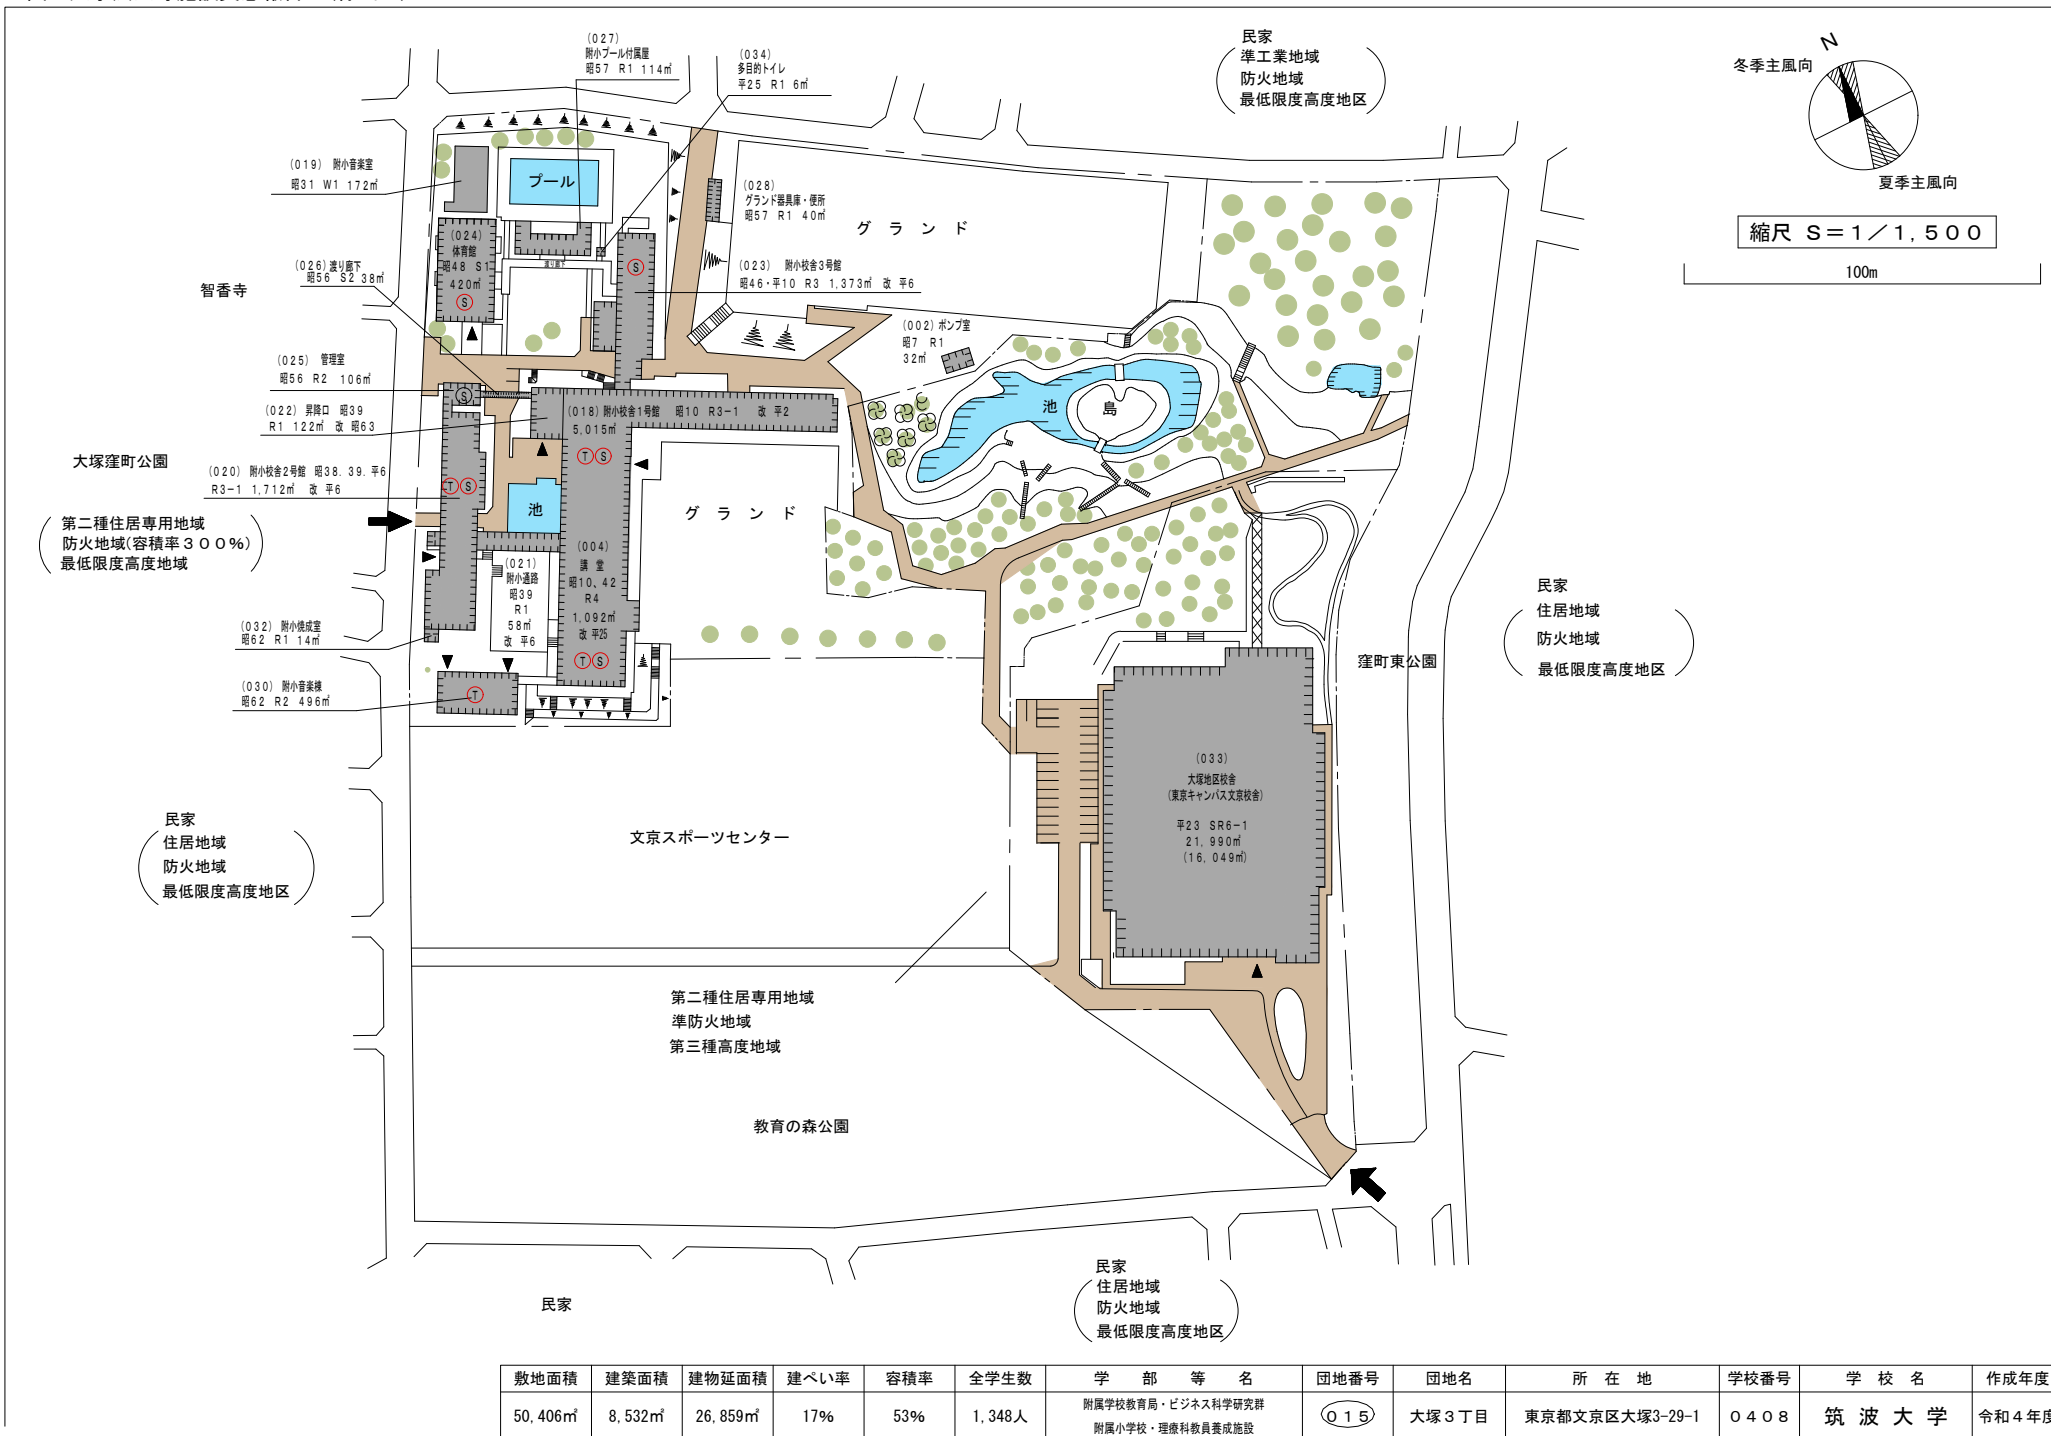 (027)
附小プール付属屋
昭57 R1 114㎡
(034)
多目的トイレ
平25 R1 6㎡
民家
準工業地域
防火地域
最低限度高度地区
N
冬季主風向
夏季主風向
縮尺 S=1/1,500
100m
(019) 附小音楽室
昭31 W1 172㎡
プール
(028)
グランド器具庫・便所
昭57 R1 40㎡
グランド
(024)
体育館
昭48 S1
420㎡
S
渡り廊下
S
(023) 附小校舎3号館
昭46・平10 R3 1,373㎡ 改 平6
(026)渡り廊下
昭56 S2 38㎡
智香寺
(002)ポンプ室
昭7 R1
32㎡
(025) 管理室
昭56 R2 106㎡
S
(022) 昇降口 昭39
R1 122㎡ 改 昭63
(018)附小校舎1号館 昭10 R3-1 改 平2
5,015㎡
T S
池
島
大塚窪町公園
(020) 附小校舎2号館 昭38.39.平6
R3-1 1,712㎡ 改 平6
T S
池
グランド
第二種住居専用地域
防火地域(容積率300%)
最低限度高度地域
(004)
講堂
昭10、42
R4
1,092㎡
改 平25
T S
(021)
附小通路
昭39
R1
58㎡
改 平6
(032) 附小焼成室
昭62 R1 14㎡
(030) 附小音楽棟
昭62 R2 496㎡
T
民家
住居地域
防火地域
最低限度高度地区
窪町東公園
(033)
大塚地区校舎
(東京キャンパス文京校舎)
平23 SR6-1
21,990㎡
(16,049㎡)
民家
住居地域
防火地域
最低限度高度地区
文京スポーツセンター
第二種住居専用地域
準防火地域
第三種高度地域
教育の森公園
民家
民家
住居地域
防火地域
最低限度高度地区
敷地面積 建築面積 建物延面積 建ぺい率 容積率 全学生数 学部等名 団地番号 団地名 所在地 学校番号 学校名 作成年度
50,406㎡ 8,532㎡ 26,859㎡ 17% 53% 1,348人 附属学校教育局・ビジネス科学研究群 015 大塚3丁目 東京都文京区大塚3-29-1 0408 筑波大学 令和4年度
附属小学校・理療科教員養成施設